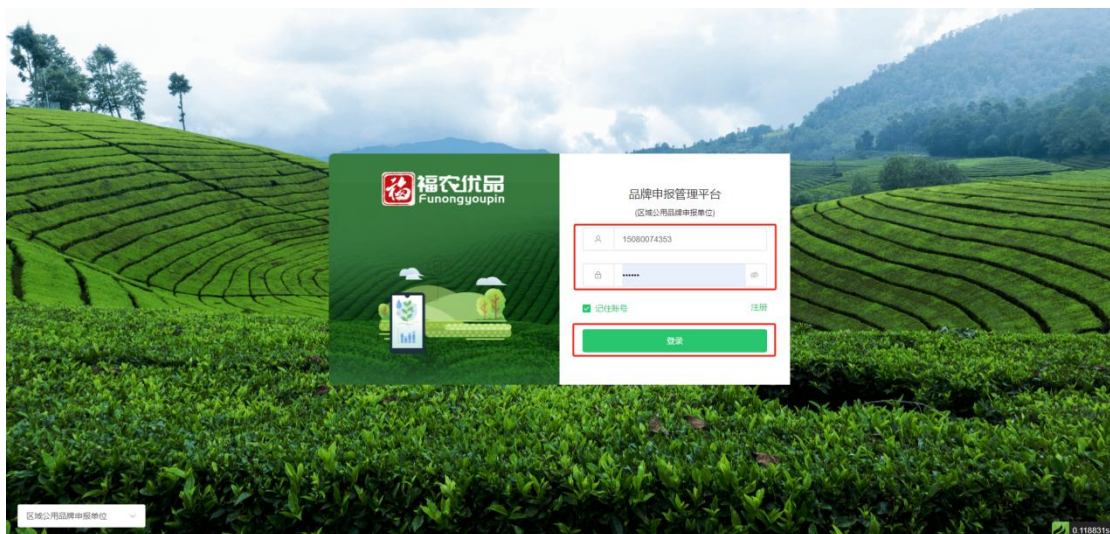 福农优品
Funongyoupin
品牌申报管理平台
(区域公用品牌申报单位)
15080074353
••••••
记住账号
注册
登录
区域公用品牌申报单位
0.118831s